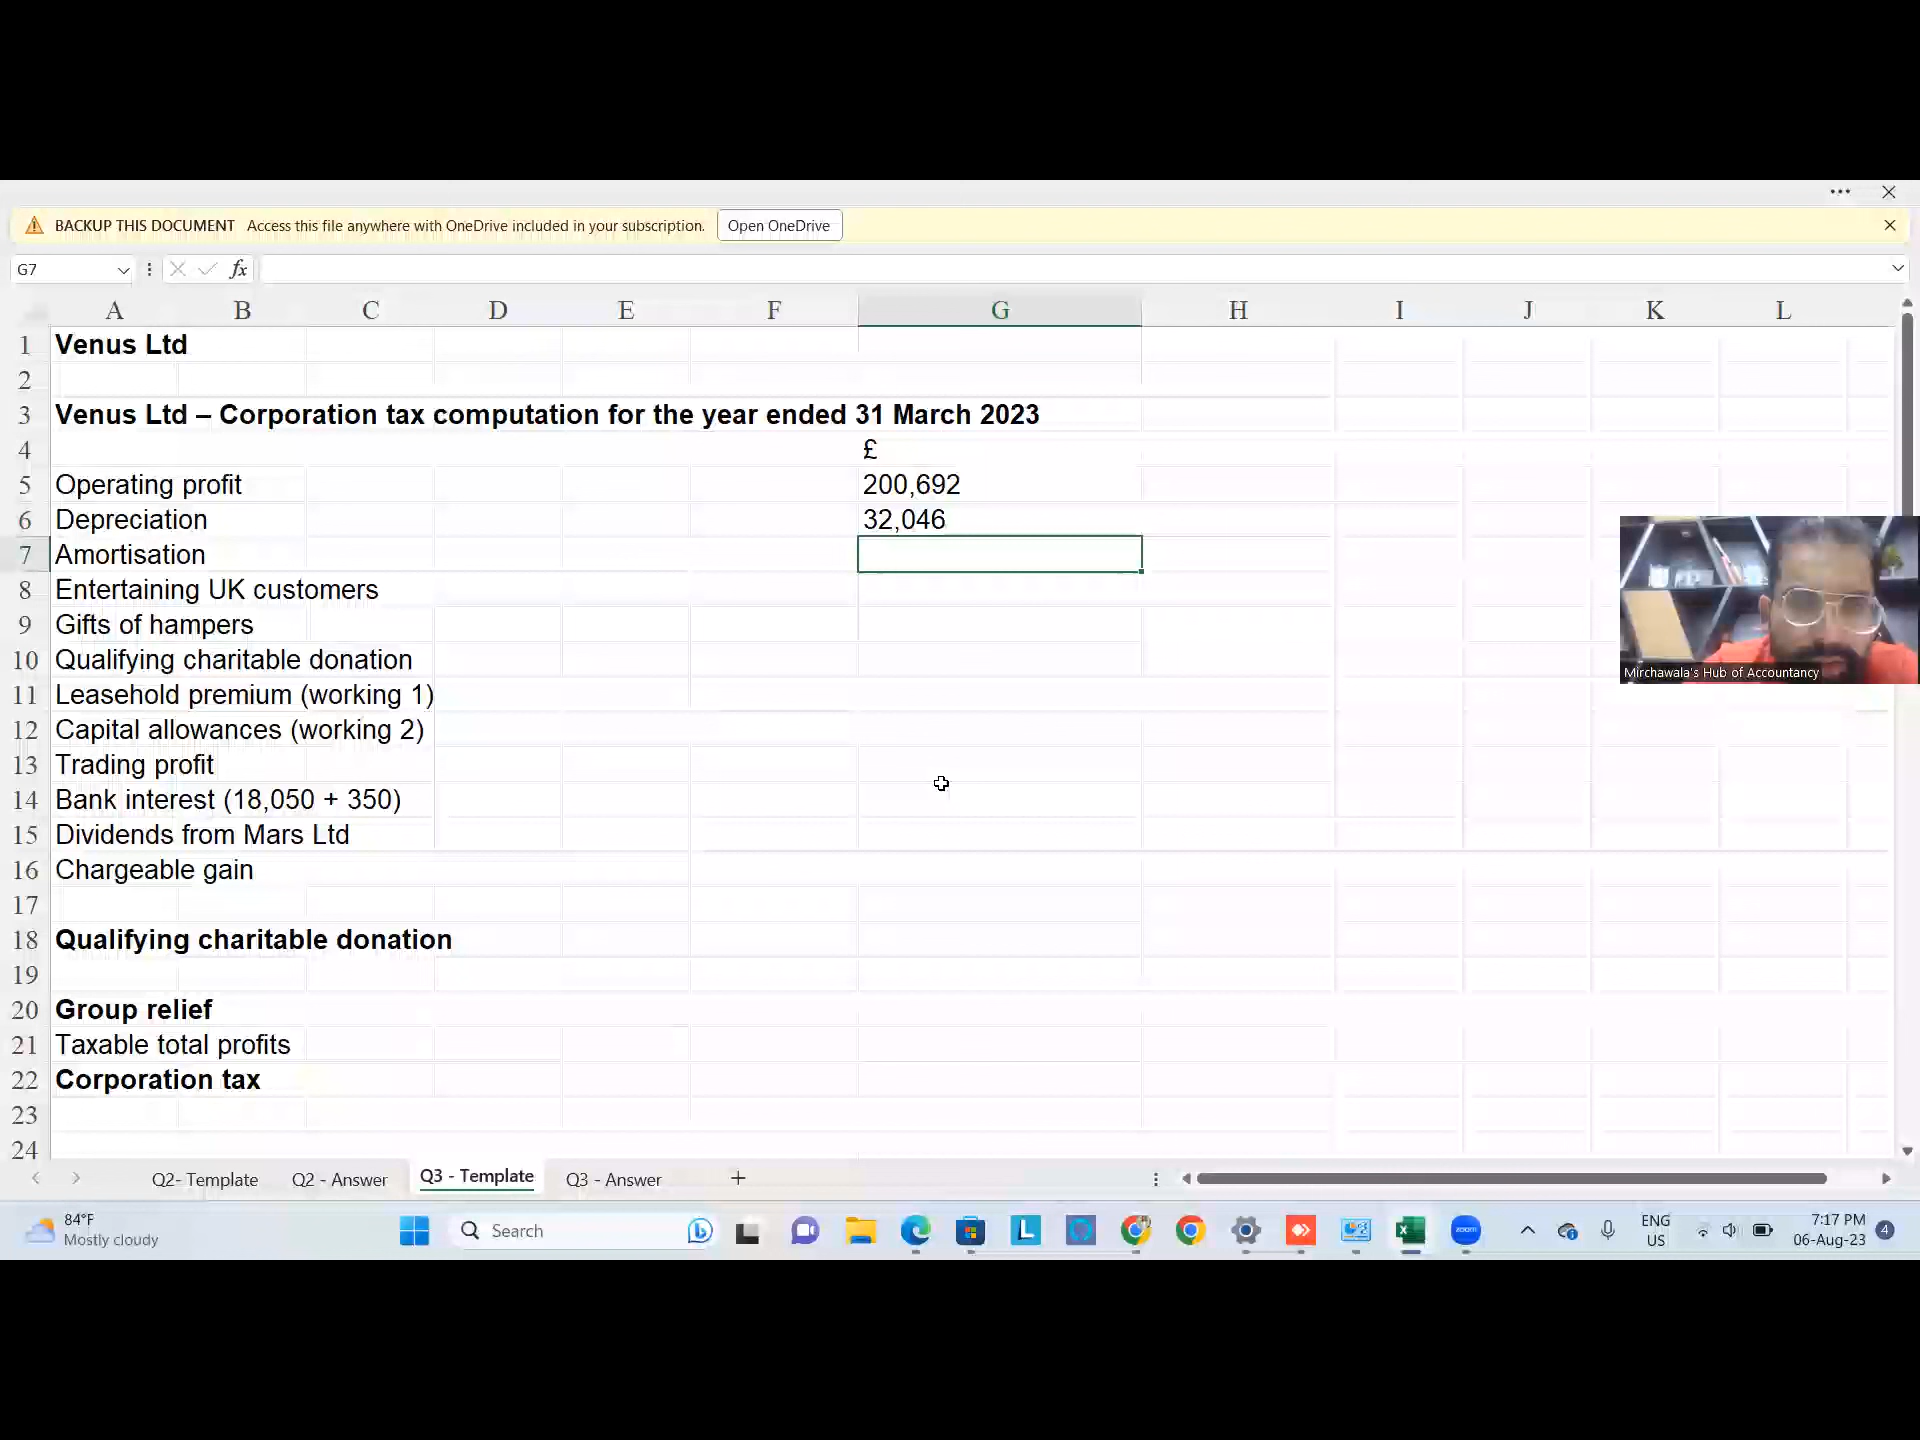 BACKUP THIS DOCUMENT Access this file anywhere with OneDrive included in your subscription. Open OneDrive
G7 fx
A B C D E F G H I J K L
1 Venus Ltd
2
3 Venus Ltd – Corporation tax computation for the year ended 31 March 2023
4 £
5 Operating profit 200,692
6 Depreciation 32,046
7 Amortisation
8 Entertaining UK customers
9 Gifts of hampers
10 Qualifying charitable donation
11 Leasehold premium (working 1)
12 Capital allowances (working 2)
13 Trading profit
14 Bank interest (18,050 + 350)
15 Dividends from Mars Ltd
16 Chargeable gain
17
18 Qualifying charitable donation
19
20 Group relief
21 Taxable total profits
22 Corporation tax
23
24
Mirchawala's Hub of Accountancy
Q2- Template Q2 - Answer Q3 - Template Q3 - Answer
84°F
Mostly cloudy
Search
L
zoom
ENG
US
7:17 PM
06-Aug-23
4